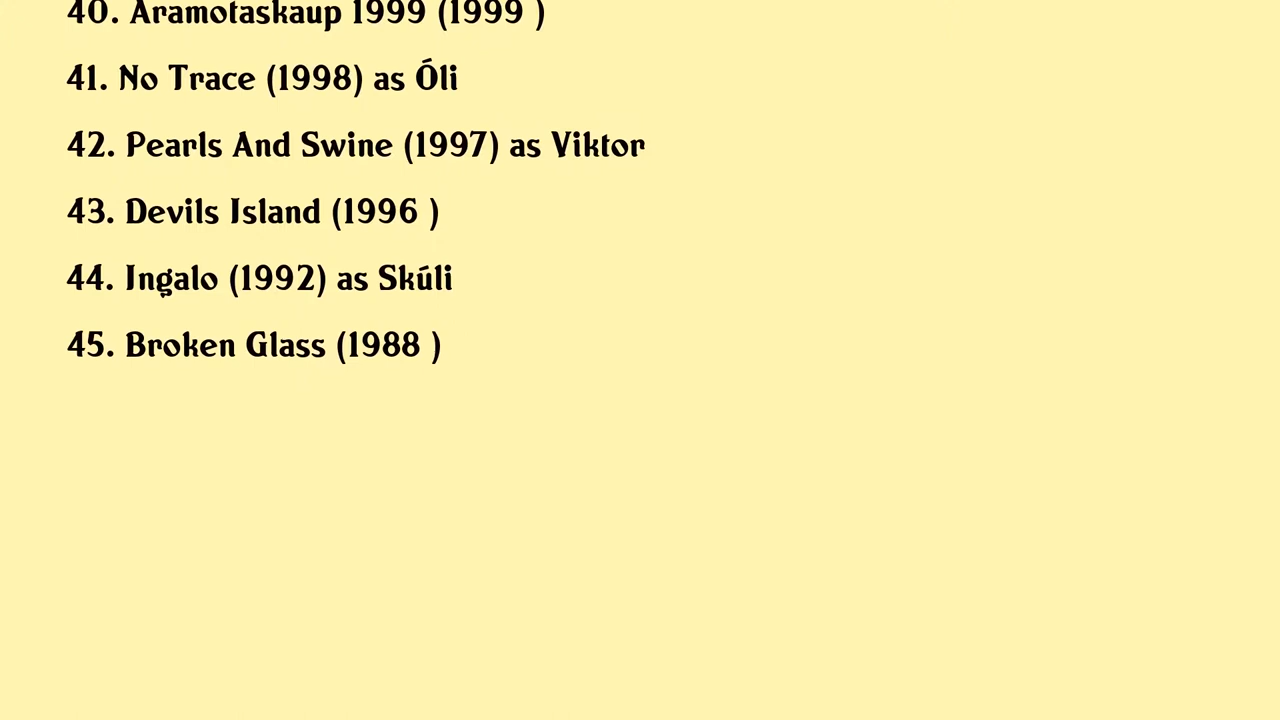 40. Aramotaskaup 1999 (1999 )
41. No Trace (1998) as Óli
42. Pearls And Swine (1997) as Viktor
43. Devils Island (1996 )
44. Ingalo (1992) as Skúli
45. Broken Glass (1988 )